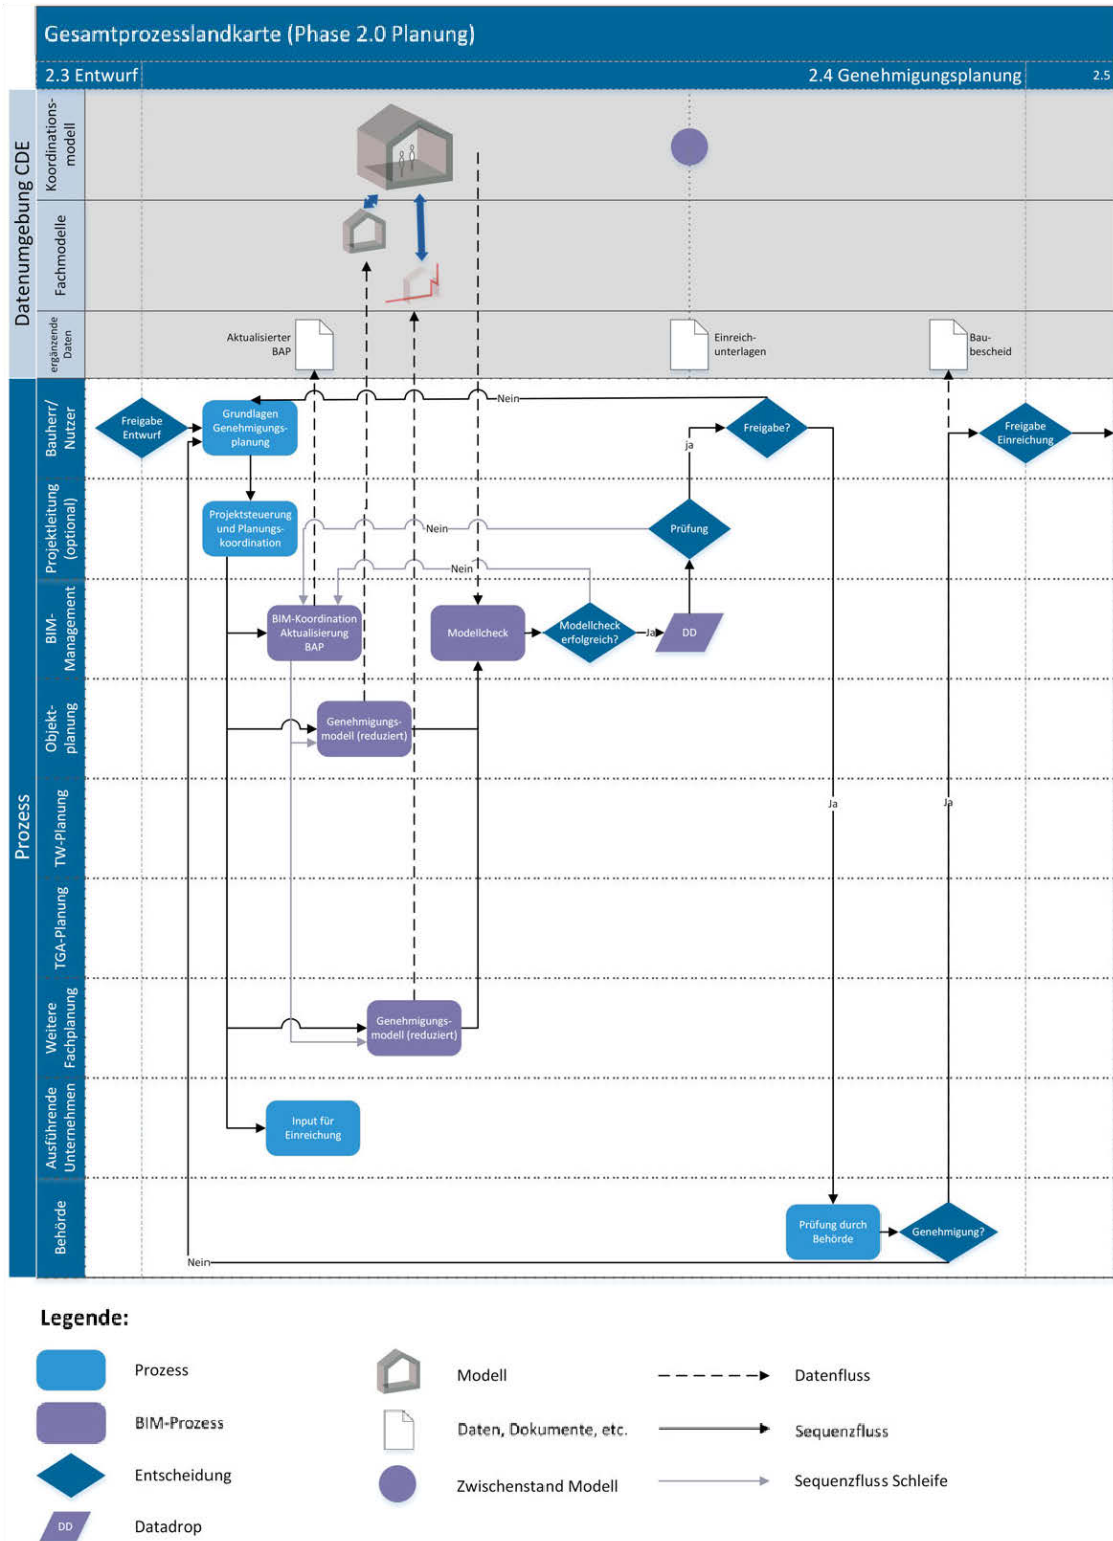 Gesamtprozesslandkarte (Phase 2.0 Planung)
2.3 Entwurf
2.4 Genehmigungsplanung
2.5
Datenumgebung CDE
Koordinations-
modell
Fachmodelle
ergänzende
Daten
Aktualisierter
BAP
Einreich-
unterlagen
Bau-
bescheid
Prozess
Bauherr/
Nutzer
Freigabe
Entwurf
Grundlagen
Genehmigungs-
planung
Nein
Freigabe?
Freigabe
Einreichung
ja
Projektleitung
(optional)
Projektsteuerung
und Planungs-
koordination
Nein
Prüfung
Nein
BIM-
Management
BIM-Koordination
Aktualisierung
BAP
Modellcheck
Modellcheck
erfolgreich?
Ja
DD
Objekt-
planung
Genehmigungs-
modell (reduziert)
TW-Planung
Ja
Ja
TGA-Planung
Weitere
Fachplanung
Genehmigungs-
modell (reduziert)
Ausführende
Unternehmen
Input für
Einreichung
Behörde
Prüfung durch
Behörde
Genehmigung?
Nein
Legende:
Prozess
Modell
Datenfluss
BIM-Prozess
Daten, Dokumente, etc.
Sequenzfluss
Entscheidung
Zwischenstand Modell
Sequenzfluss Schleife
DD
Datadrop